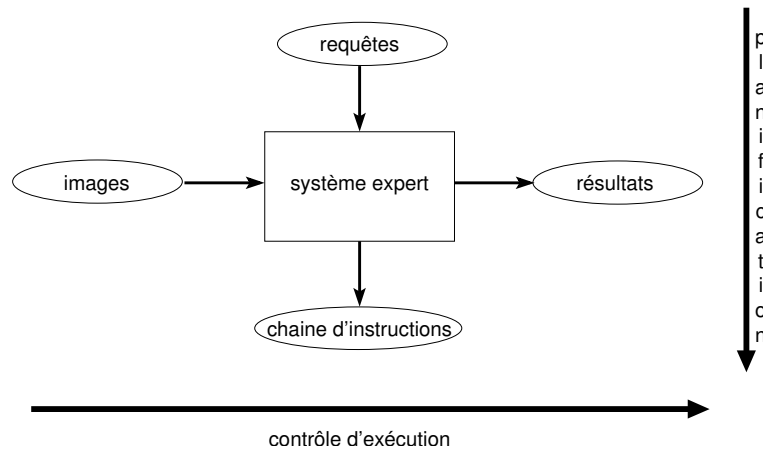 requêtes
images
système expert
résultats
chaine d'instructions
contrôle d'exécution
planification